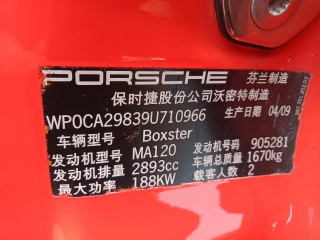 PORSCHE 芬兰制造
保时捷股份公司沃密特制造
WP0CA29839U710966 生产日期 04/09
车辆型号 Boxster
发动机型号 MA120 发动机号码 905281
发动机排量 2893cc 车辆总质量 1670kg
最大功率 188KW 载客人数 2